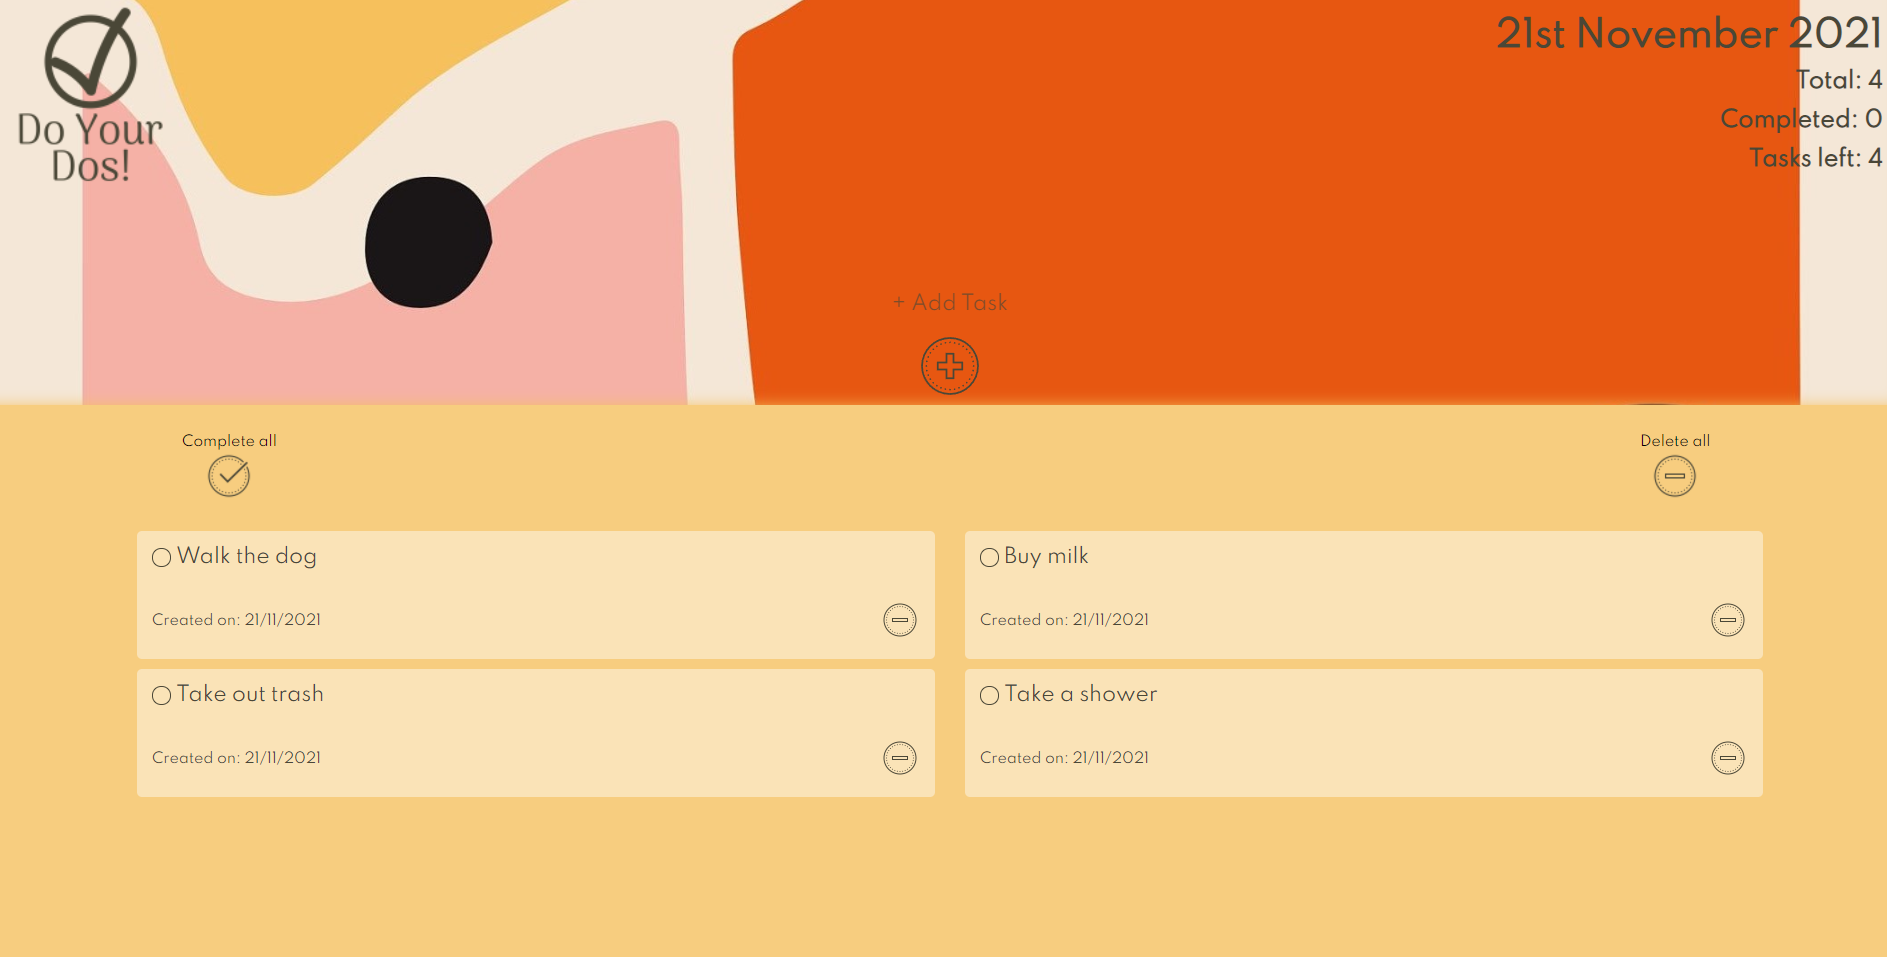 Do Your
Dos!
21st November 2021
Total: 4
Completed: 0
Tasks left: 4
+ Add Task
Complete all
Delete all
Walk the dog
Created on: 21/11/2021
Buy milk
Created on: 21/11/2021
Take out trash
Created on: 21/11/2021
Take a shower
Created on: 21/11/2021